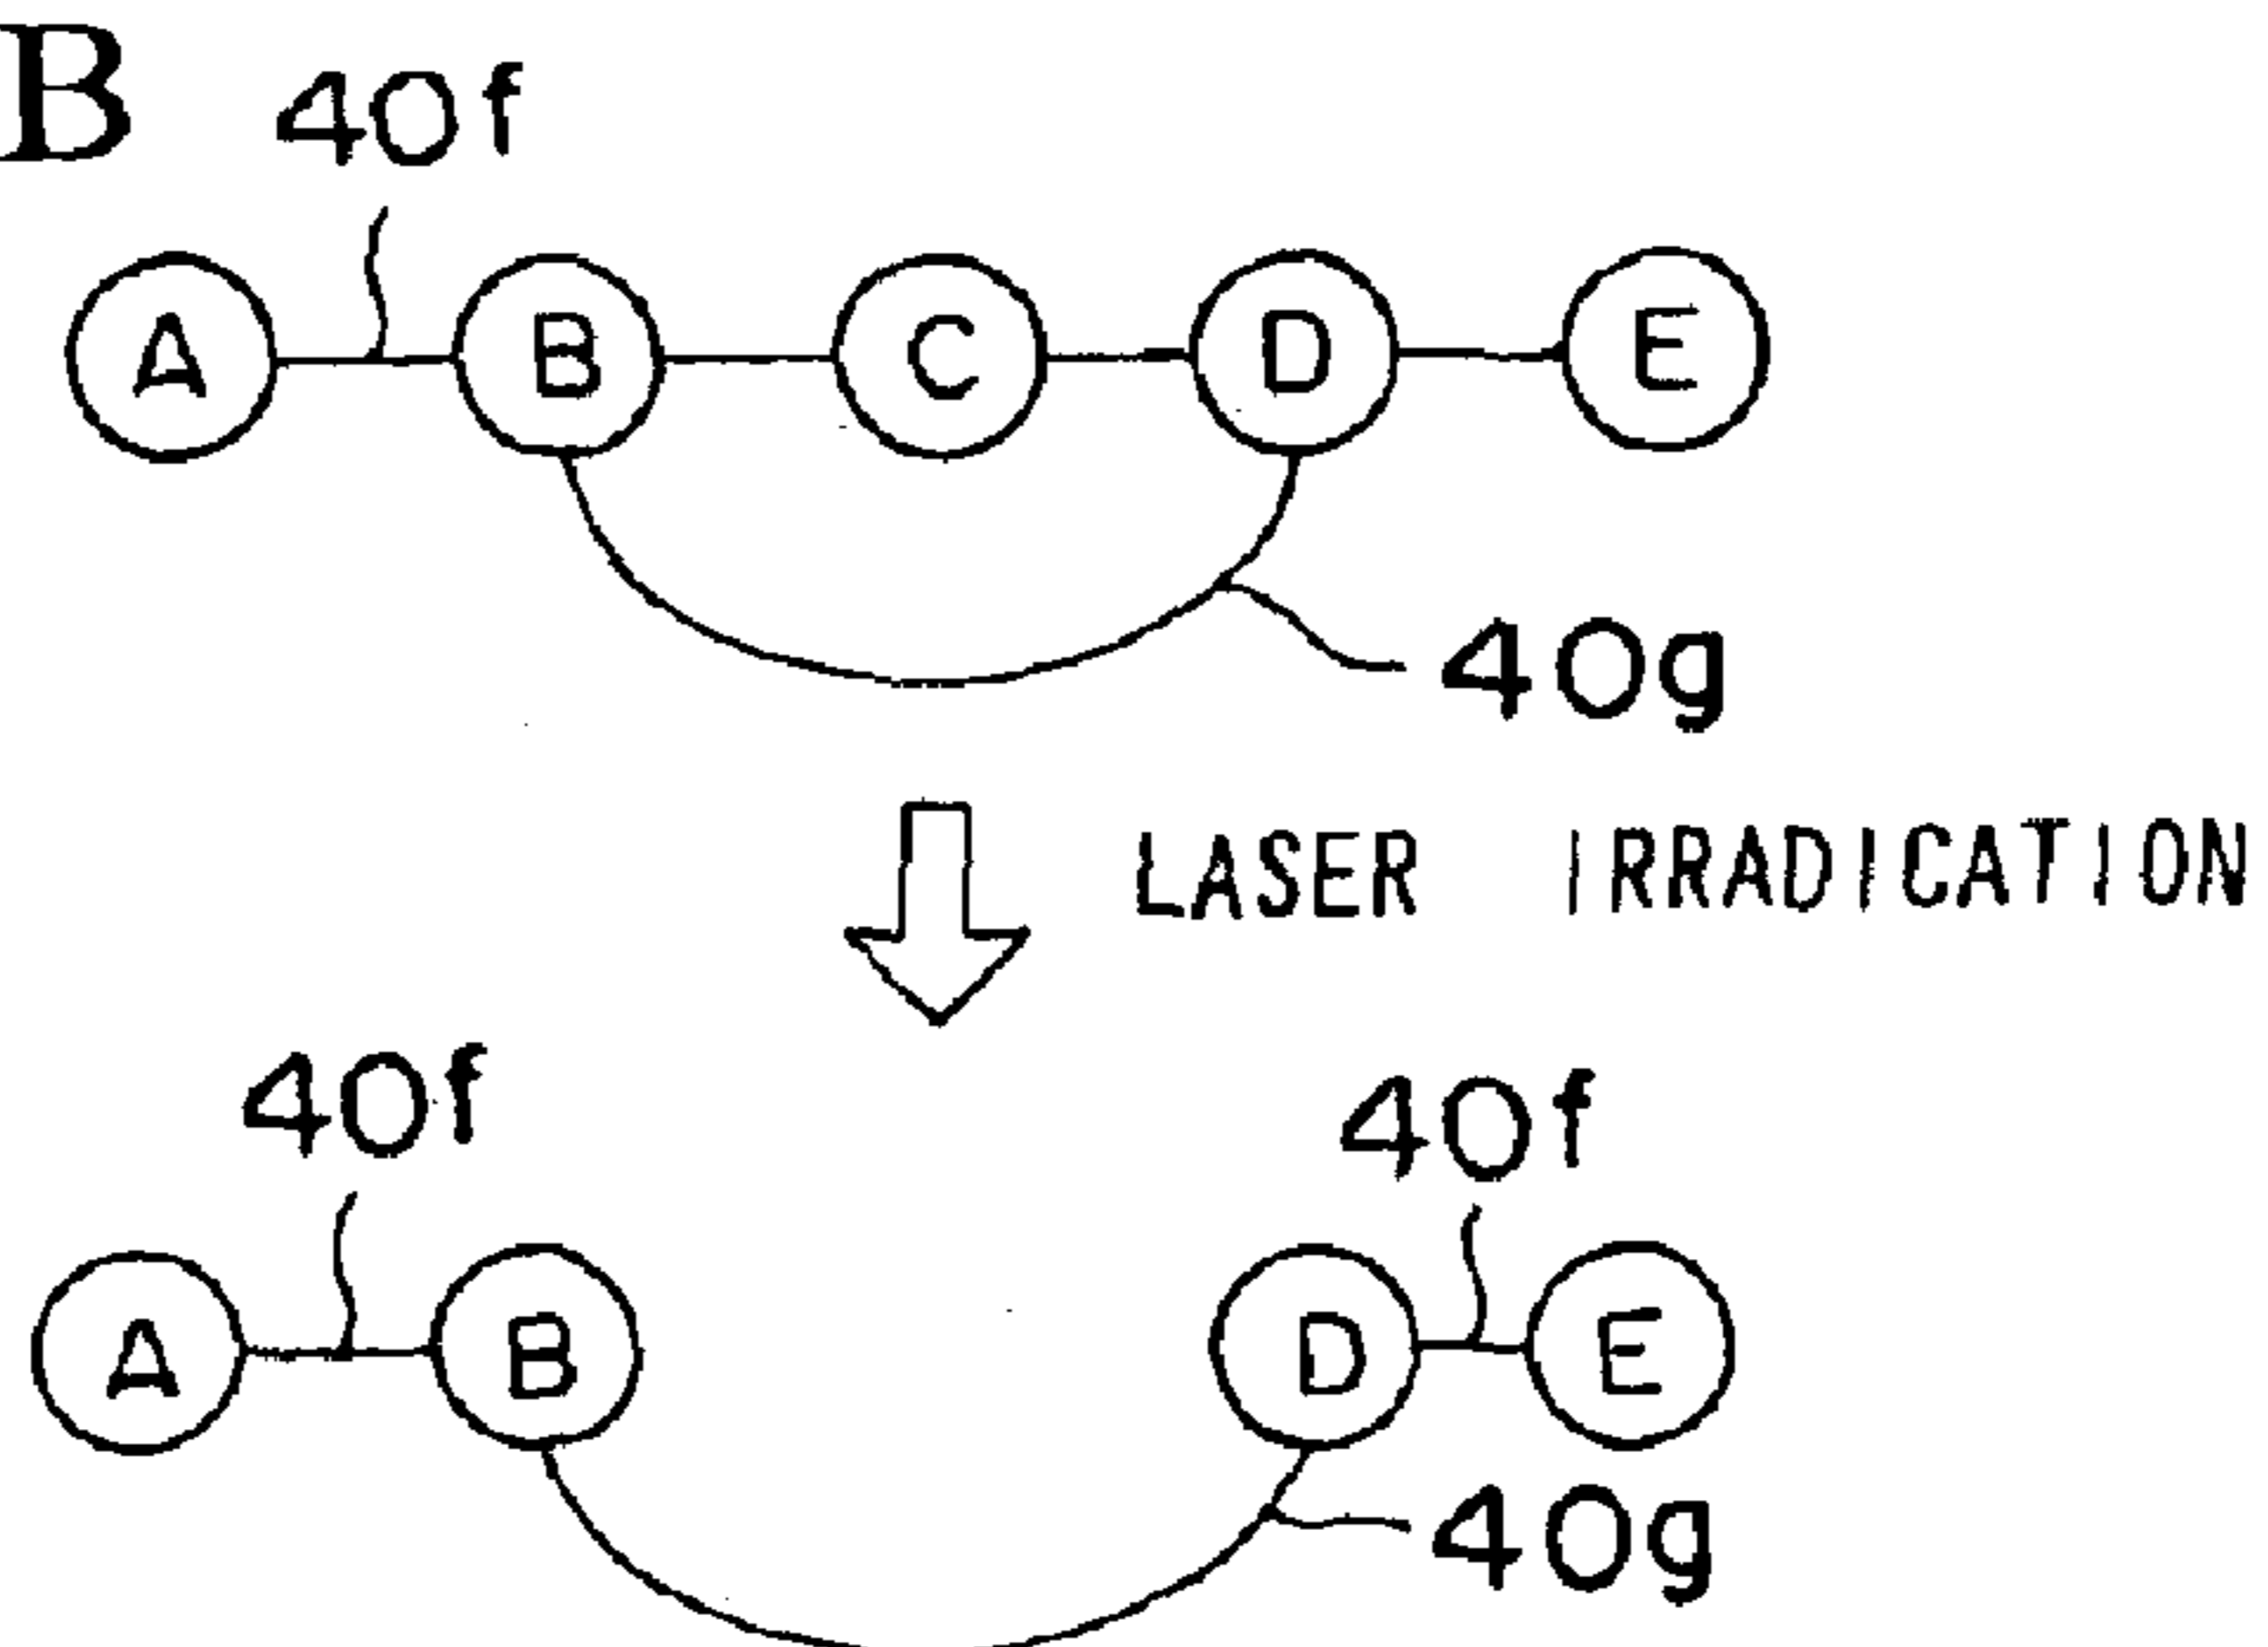 B
40f
A B C D E
40g
LASER IRRADICATION
40f 40f
A B D E
40g